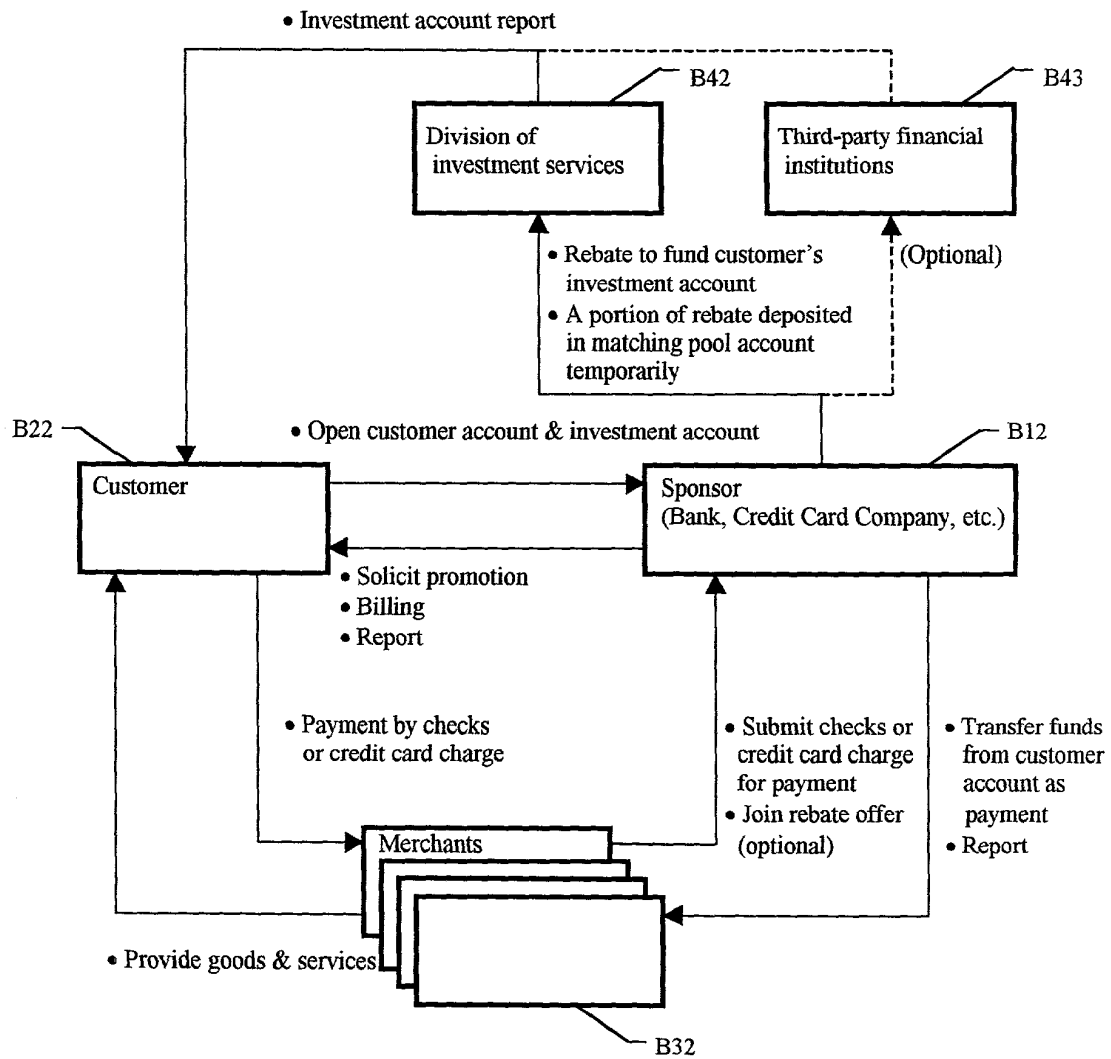 • Investment account report
B42
B43
Division of
investment services
Third-party financial
institutions
• Rebate to fund customer's
investment account
• A portion of rebate deposited
in matching pool account
temporarily
(Optional)
B22
• Open customer account & investment account
B12
Customer
Sponsor
(Bank, Credit Card Company, etc.)
• Solicit promotion
• Billing
• Report
• Payment by checks
or credit card charge
• Submit checks or
credit card charge
for payment
• Join rebate offer
(optional)
• Transfer funds
from customer
account as
payment
• Report
Merchants
• Provide goods & services
B32